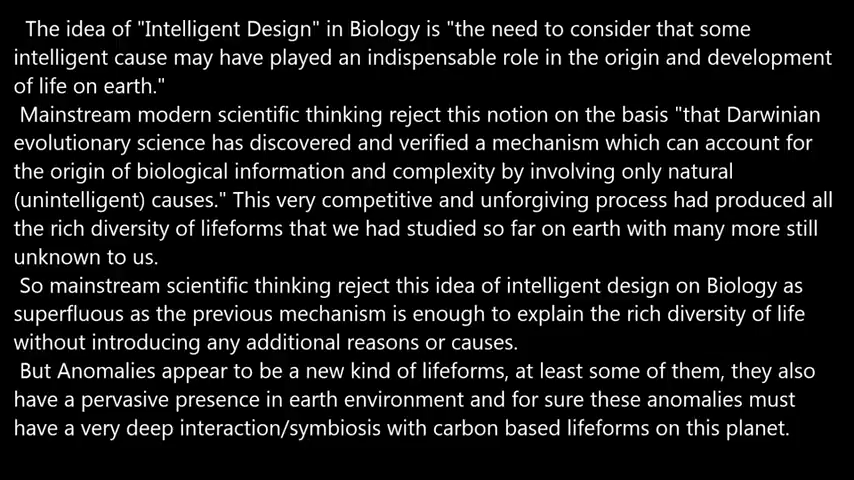 The idea of "Intelligent Design" in Biology is "the need to consider that some
intelligent cause may have played an indispensable role in the origin and development
of life on earth."
Mainstream modern scientific thinking reject this notion on the basis "that Darwinian
evolutionary science has discovered and verified a mechanism which can account for
the origin of biological information and complexity by involving only natural
(unintelligent) causes." This very competitive and unforgiving process had produced all
the rich diversity of lifeforms that we had studied so far on earth with many more still
unknown to us.
So mainstream scientific thinking reject this idea of intelligent design on Biology as
superfluous as the previous mechanism is enough to explain the rich diversity of life
without introducing any additional reasons or causes.
But Anomalies appear to be a new kind of lifeforms, at least some of them, they also
have a pervasive presence in earth environment and for sure these anomalies must
have a very deep interaction/symbiosis with carbon based lifeforms on this planet.